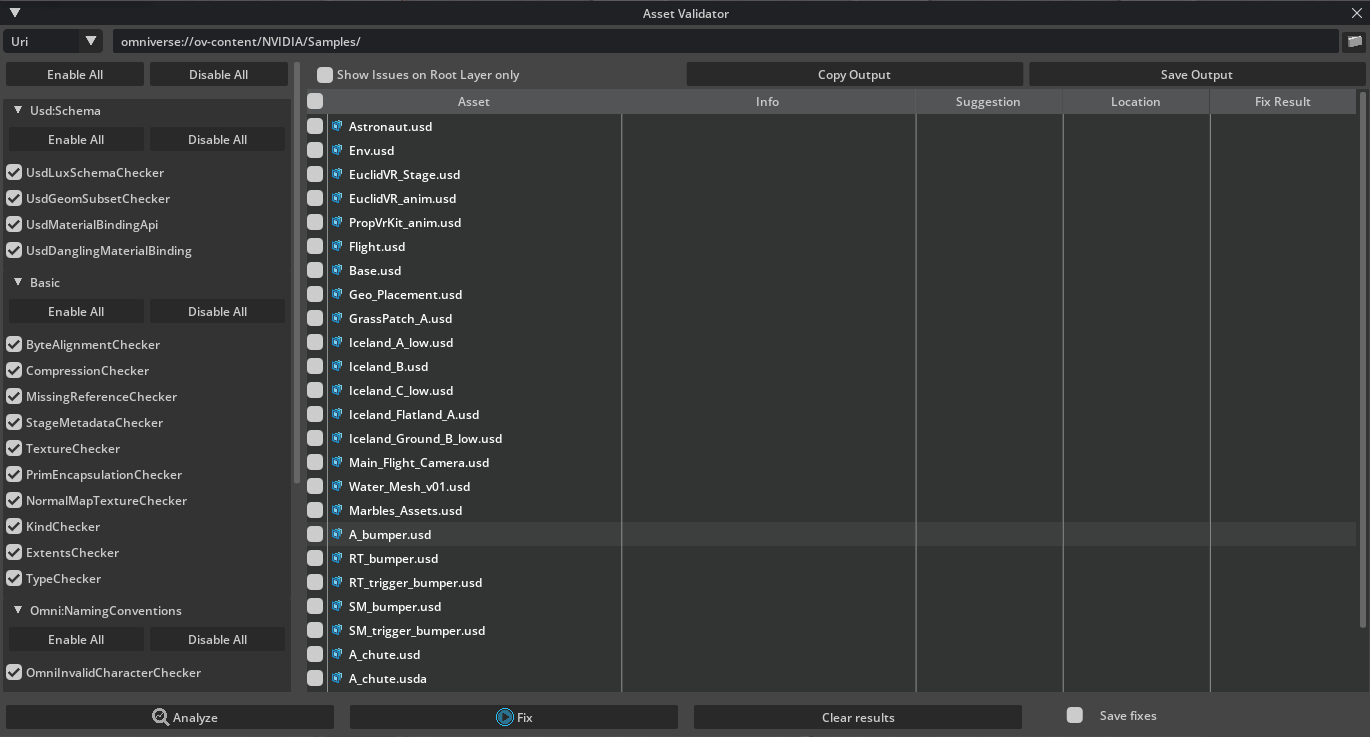 Asset Validator
Uri
omniverse://ov-content/NVIDIA/Samples/
Enable All
Disable All
Usd:Schema
Enable All
Disable All
UsdLuxSchemaChecker
UsdGeomSubsetChecker
UsdMaterialBindingApi
UsdDanglingMaterialBinding
Basic
Enable All
Disable All
ByteAlignmentChecker
CompressionChecker
MissingReferenceChecker
StageMetadataChecker
TextureChecker
PrimEncapsulationChecker
NormalMapTextureChecker
KindChecker
ExtentsChecker
TypeChecker
Omni:NamingConventions
Enable All
Disable All
OmniInvalidCharacterChecker
Show Issues on Root Layer only
Copy Output
Save Output
Asset
Info
Suggestion
Location
Fix Result
Astronaut.usd
Env.usd
EuclidVR_Stage.usd
EuclidVR_anim.usd
PropVrKit_anim.usd
Flight.usd
Base.usd
Geo_Placement.usd
GrassPatch_A.usd
Iceland_A_low.usd
Iceland_B.usd
Iceland_C_low.usd
Iceland_Flatland_A.usd
Iceland_Ground_B_low.usd
Main_Flight_Camera.usd
Water_Mesh_v01.usd
Marbles_Assets.usd
A_bumper.usd
RT_bumper.usd
RT_trigger_bumper.usd
SM_bumper.usd
SM_trigger_bumper.usd
A_chute.usd
A_chute.usda
Analyze
Fix
Clear results
Save fixes